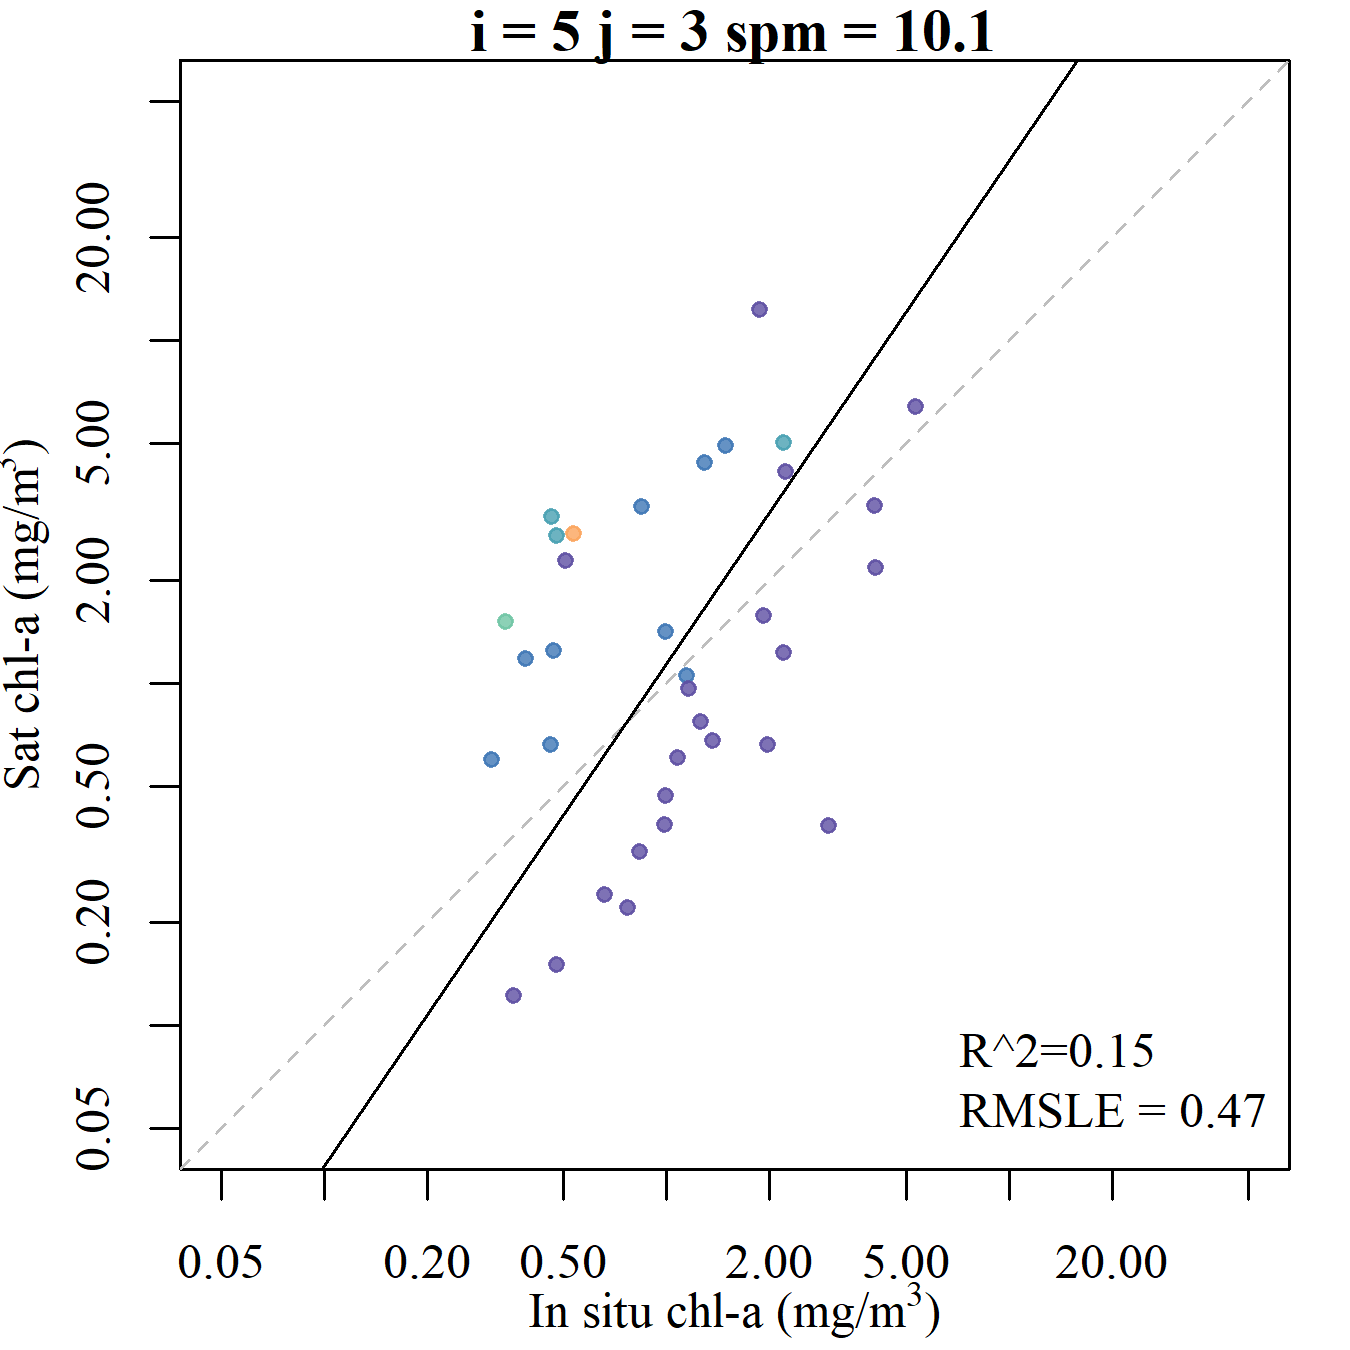 i = 5 j = 3 spm = 10.1
Sat chl-a (mg/m³)
20.00
5.00
2.00
0.50
0.20
0.05
R^2=0.15
RMSLE = 0.47
0.05 0.20 0.50 2.00 5.00 20.00
In situ chl-a (mg/m³)